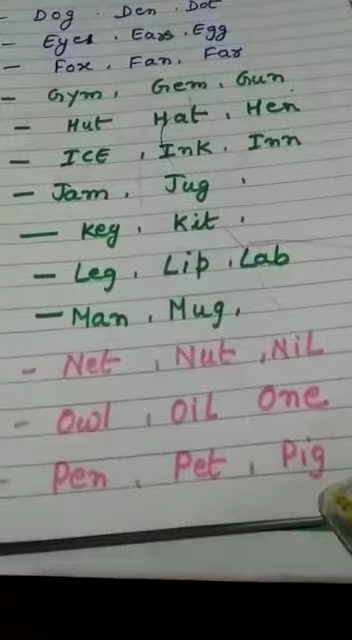 - Dog . Den . Dot
- Eyes . Ears . Egg
- Fox . Fan . Far
- Gym , Gem . Gun
- Hut Hat . Hen
- ICE , Ink . Inn
- Jam . Jug .
- Keg . Kit .
- Leg . Lip . Lab
- Man . Mug .
- Net , Nut , NiL
- Owl , OiL One
- Pen , Pet , Pig